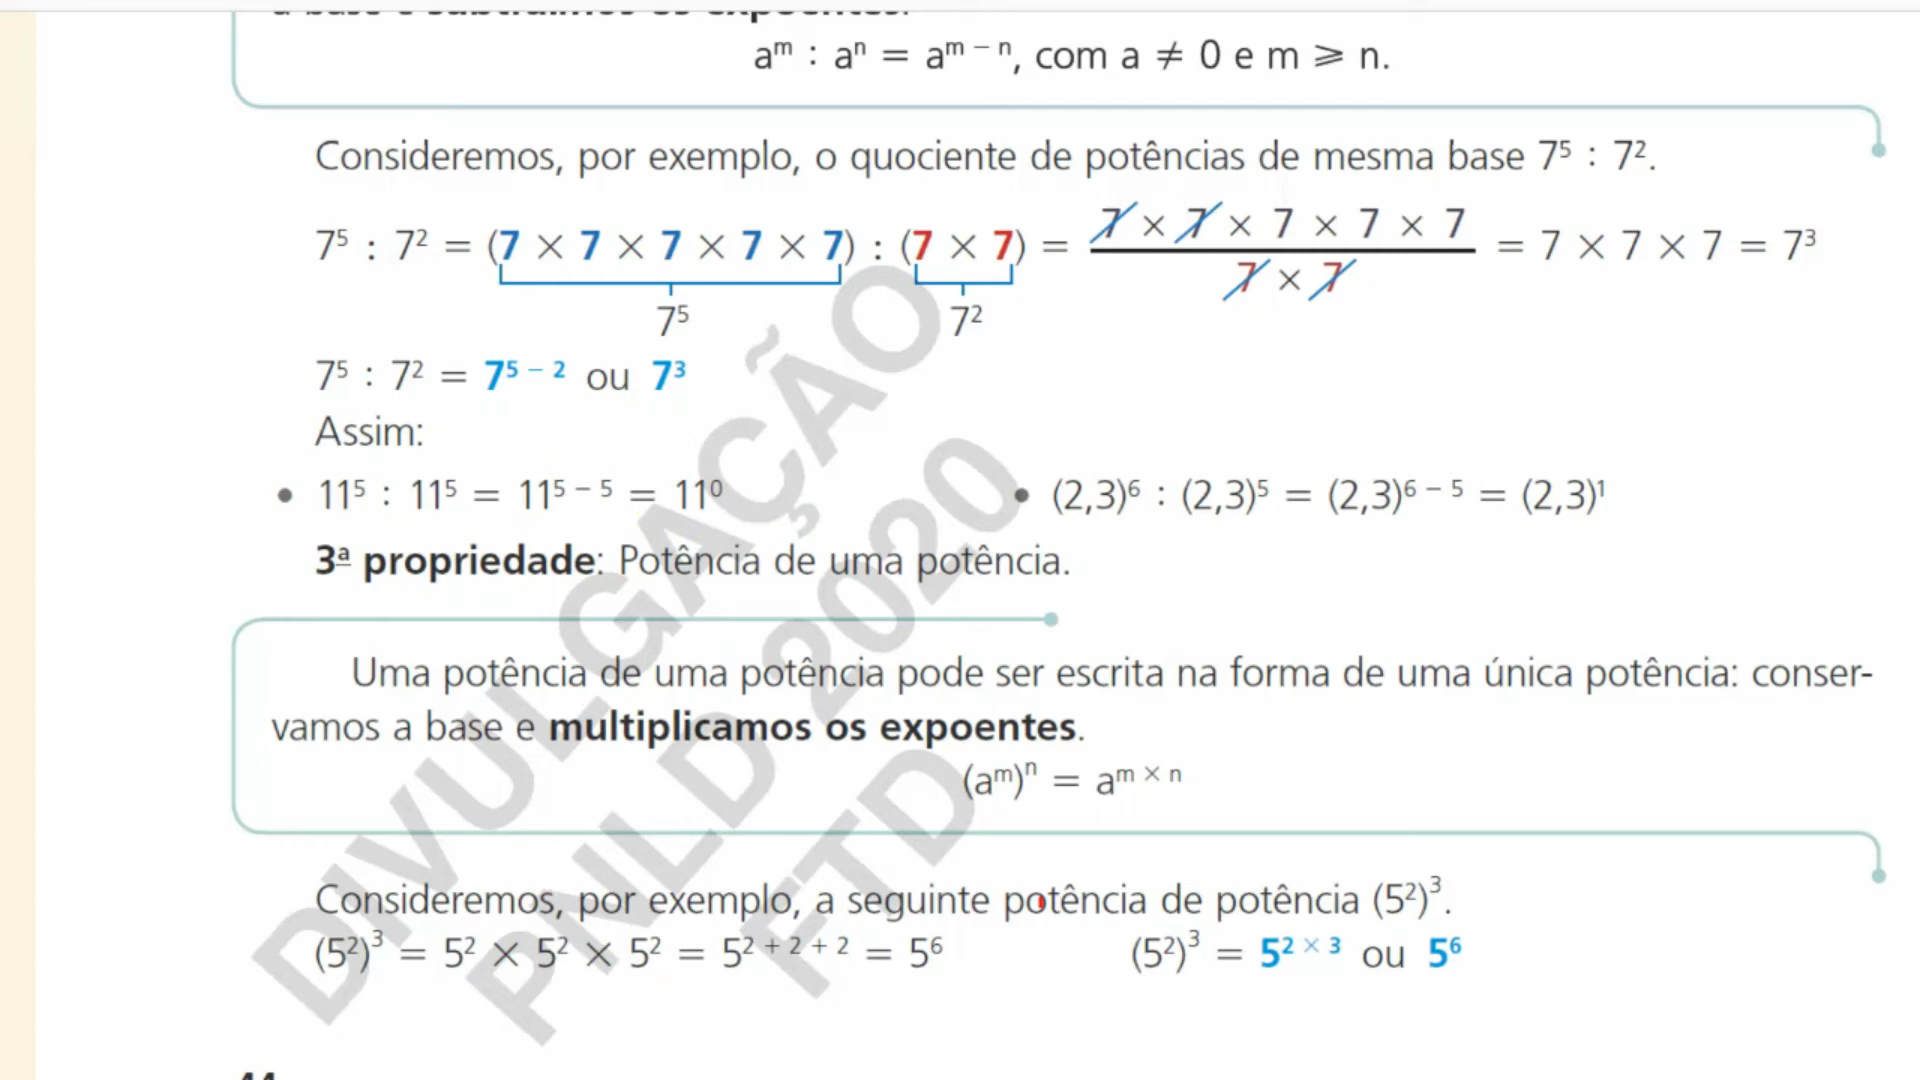 a base e subtraímos os expoentes.
aᵐ : aⁿ = aᵐ ⁻ ⁿ, com a ≠ 0 e m ⩾ n.
Consideremos, por exemplo, o quociente de potências de mesma base 7⁵ : 7².
7⁵ : 7² = (7 × 7 × 7 × 7 × 7) : (7 × 7) = 7 × 7 × 7 × 7 × 7 / 7 × 7 = 7 × 7 × 7 = 7³
7⁵ 7²
7⁵ : 7² = 7⁵ ⁻ ² ou 7³
Assim:
• 11⁵ : 11⁵ = 11⁵ ⁻ ⁵ = 11⁰ • (2,3)⁶ : (2,3)⁵ = (2,3)⁶ ⁻ ⁵ = (2,3)¹
3ª propriedade: Potência de uma potência.
Uma potência de uma potência pode ser escrita na forma de uma única potência: conser-
vamos a base e multiplicamos os expoentes.
(aᵐ)ⁿ = aᵐ ˣ ⁿ
Consideremos, por exemplo, a seguinte potência de potência (5²)³.
(5²)³ = 5² × 5² × 5² = 5² ⁺ ² ⁺ ² = 5⁶ (5²)³ = 5² ˣ ³ ou 5⁶
DIVULGAÇÃO
PNLD 2020
FTD